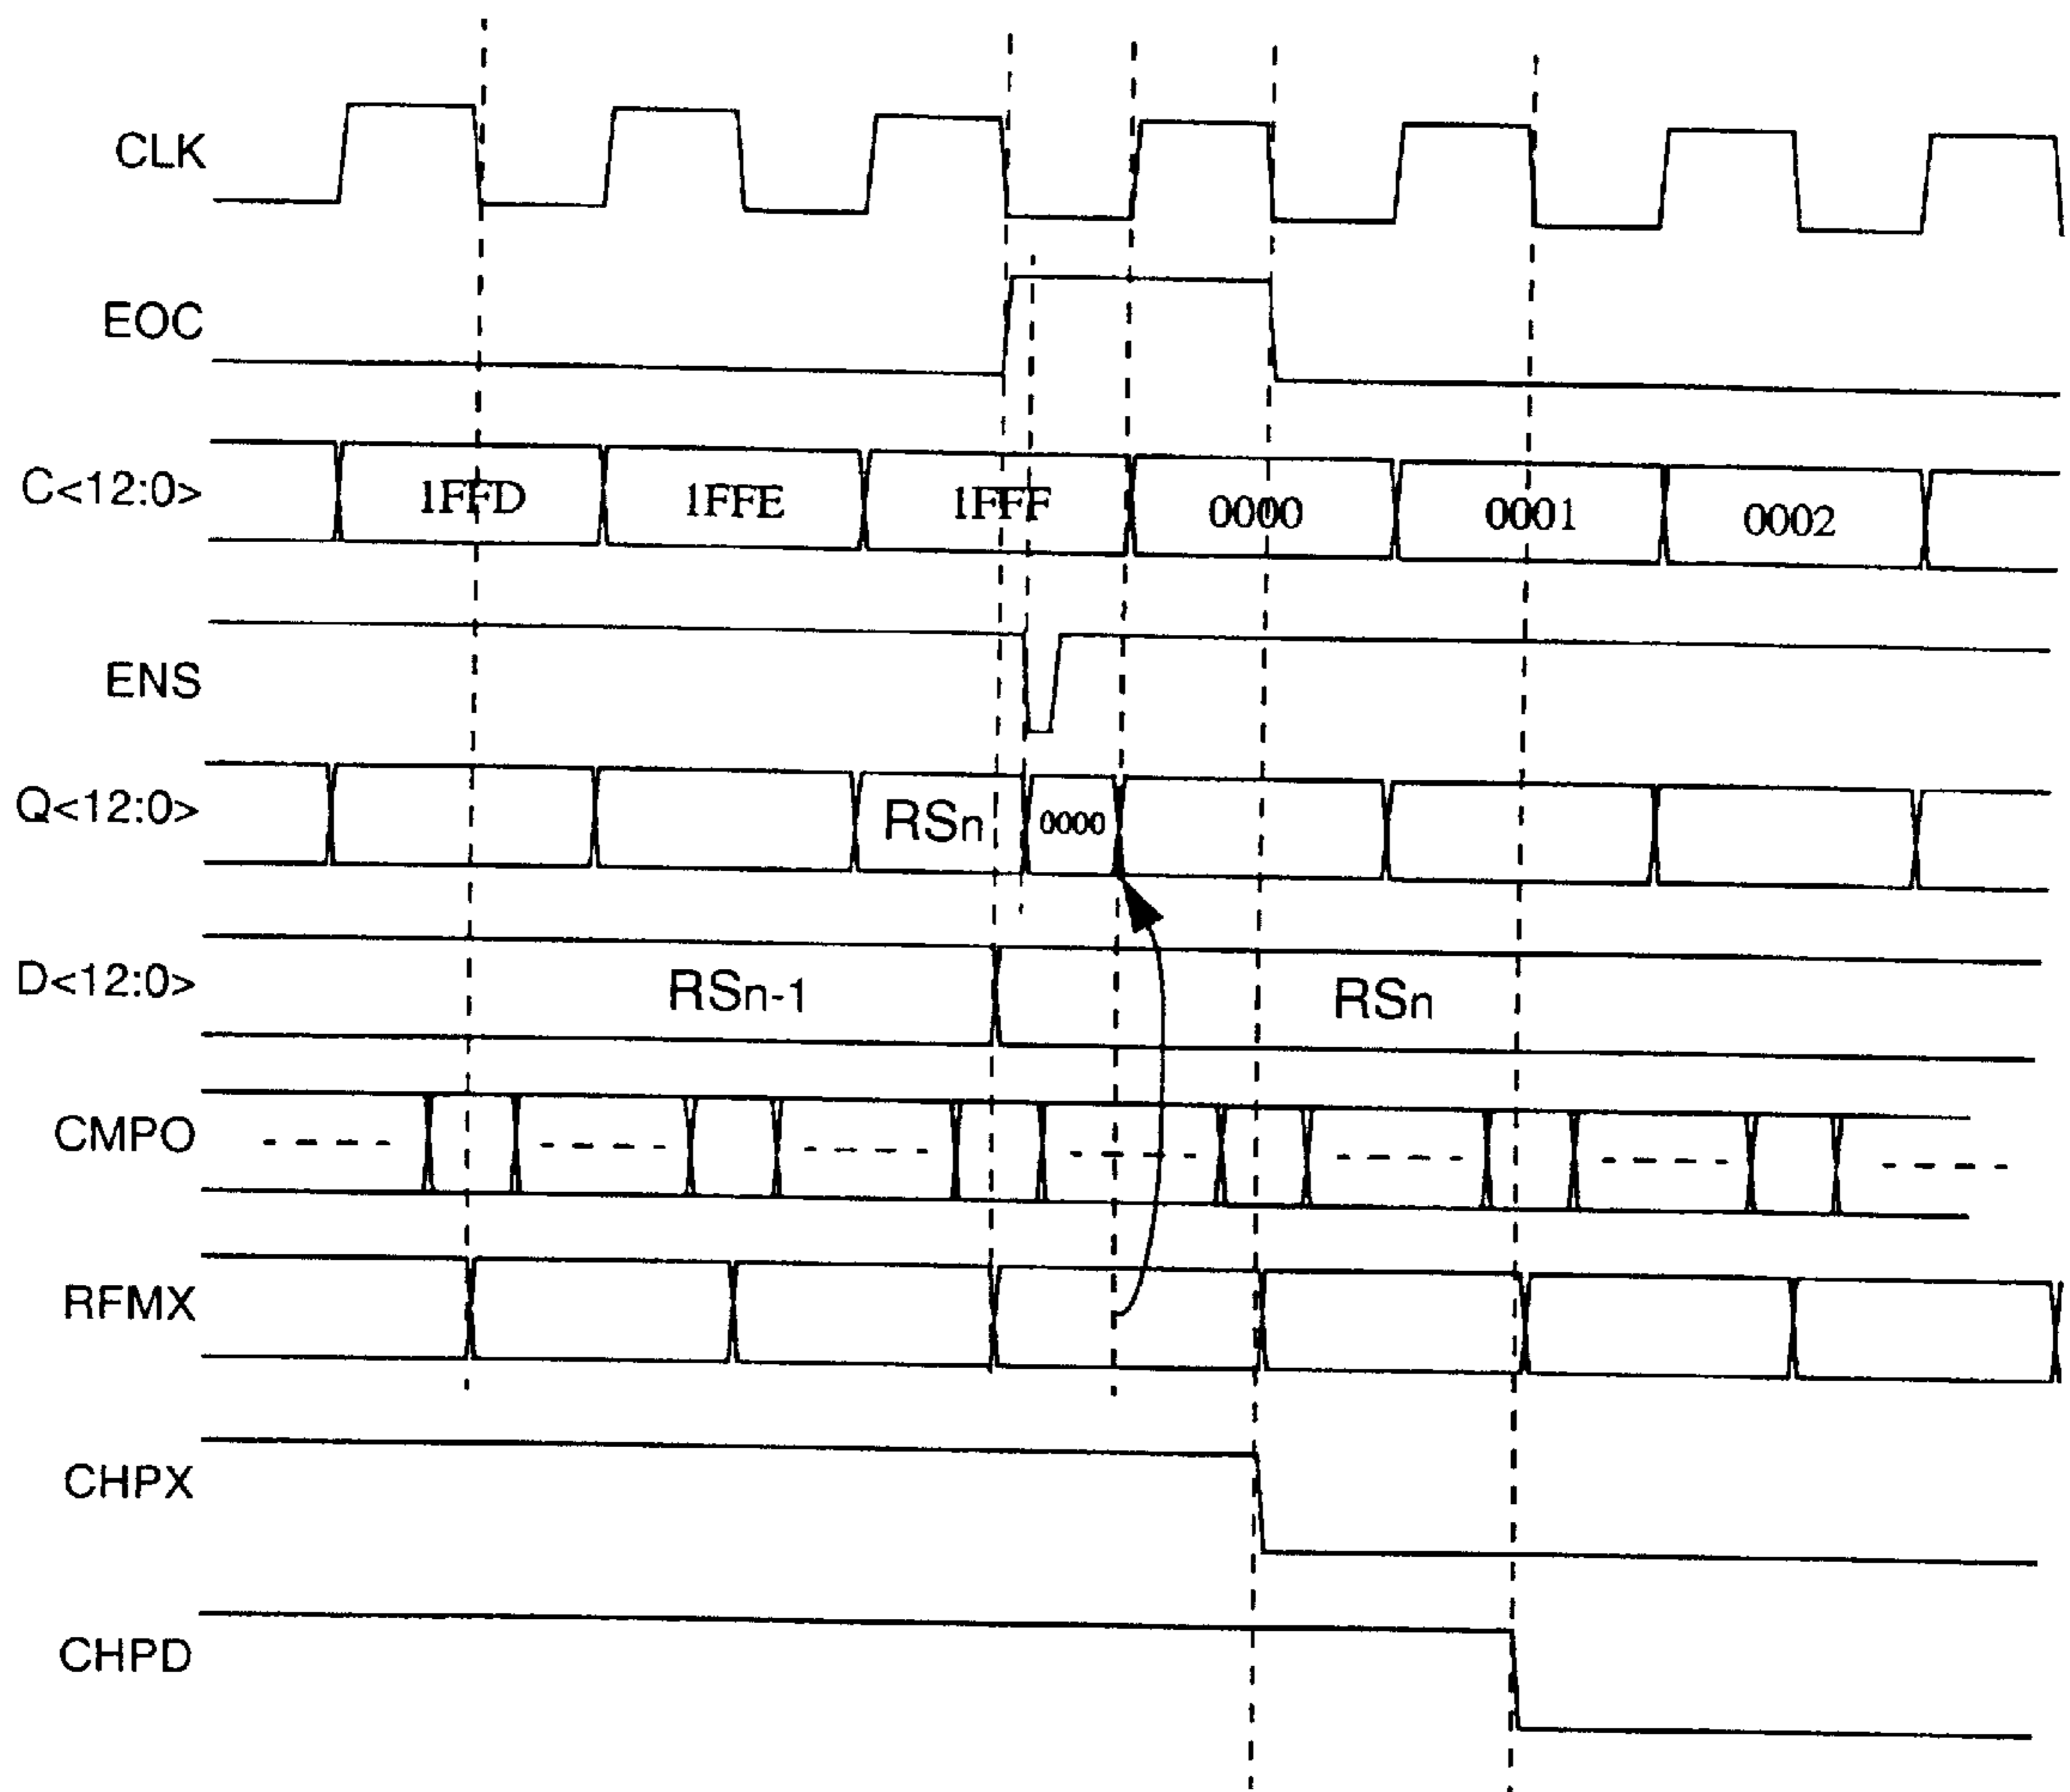 CLK
EOC
C<12:0> 1FFD 1FFE 1FFF 0000 0001 0002
ENS
Q<12:0> RSn 0000
D<12:0> RSn-1 RSn
CMPO
RFMX
CHPX
CHPD